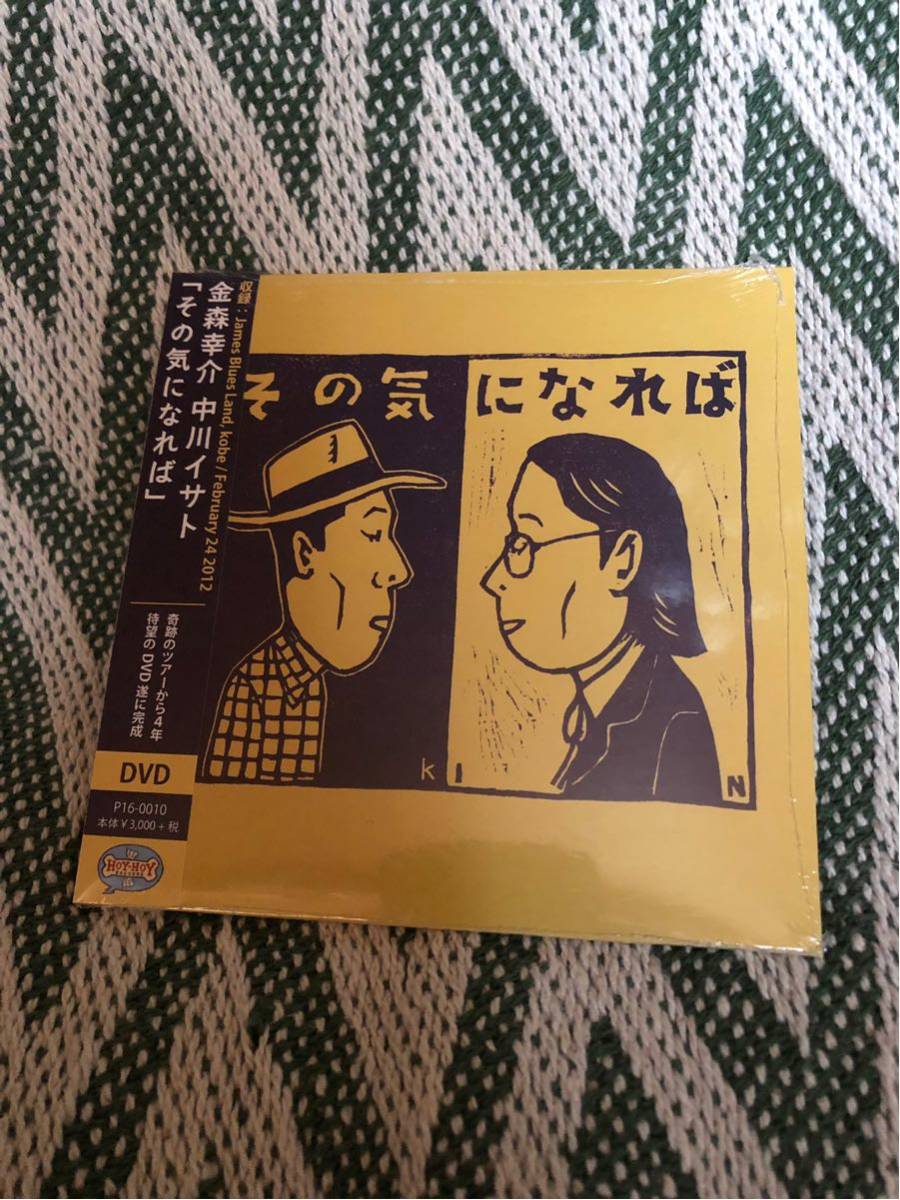 収録：James Blues Land, kobe / February 24 2012
金森幸介 中川イサト
「その気になれば」
奇跡のツアーから4年
待望のDVD遂に完成
DVD
P16-0010
本体￥3,000 + 税
HOY-HOY
その気になれば
K I N